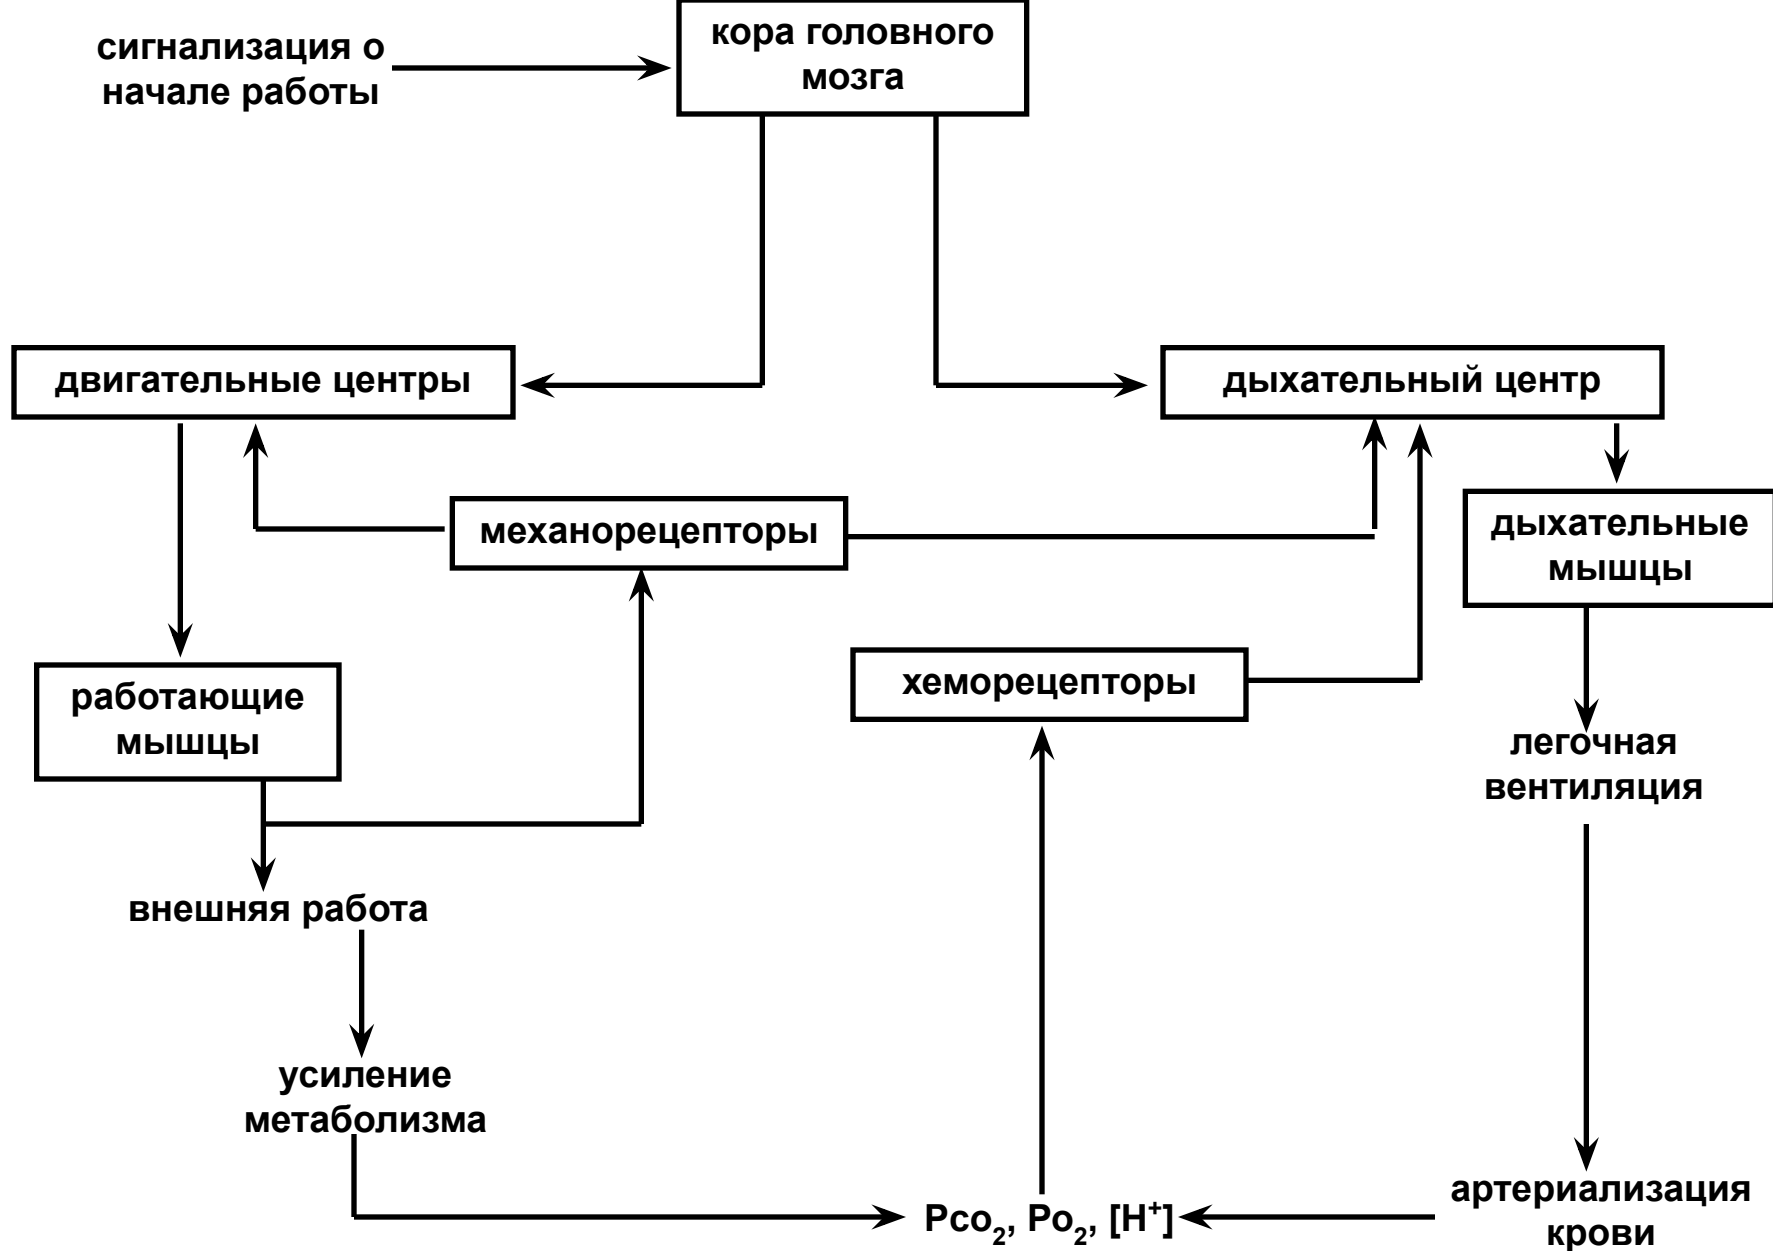 сигнализация о
начале работы
кора головного
мозга
двигательные центры
дыхательный центр
механорецепторы
дыхательные
мышцы
работающие
мышцы
хеморецепторы
легочная
вентиляция
внешняя работа
усиление
метаболизма
Pco₂, Po₂, [H⁺]
артериализация
крови